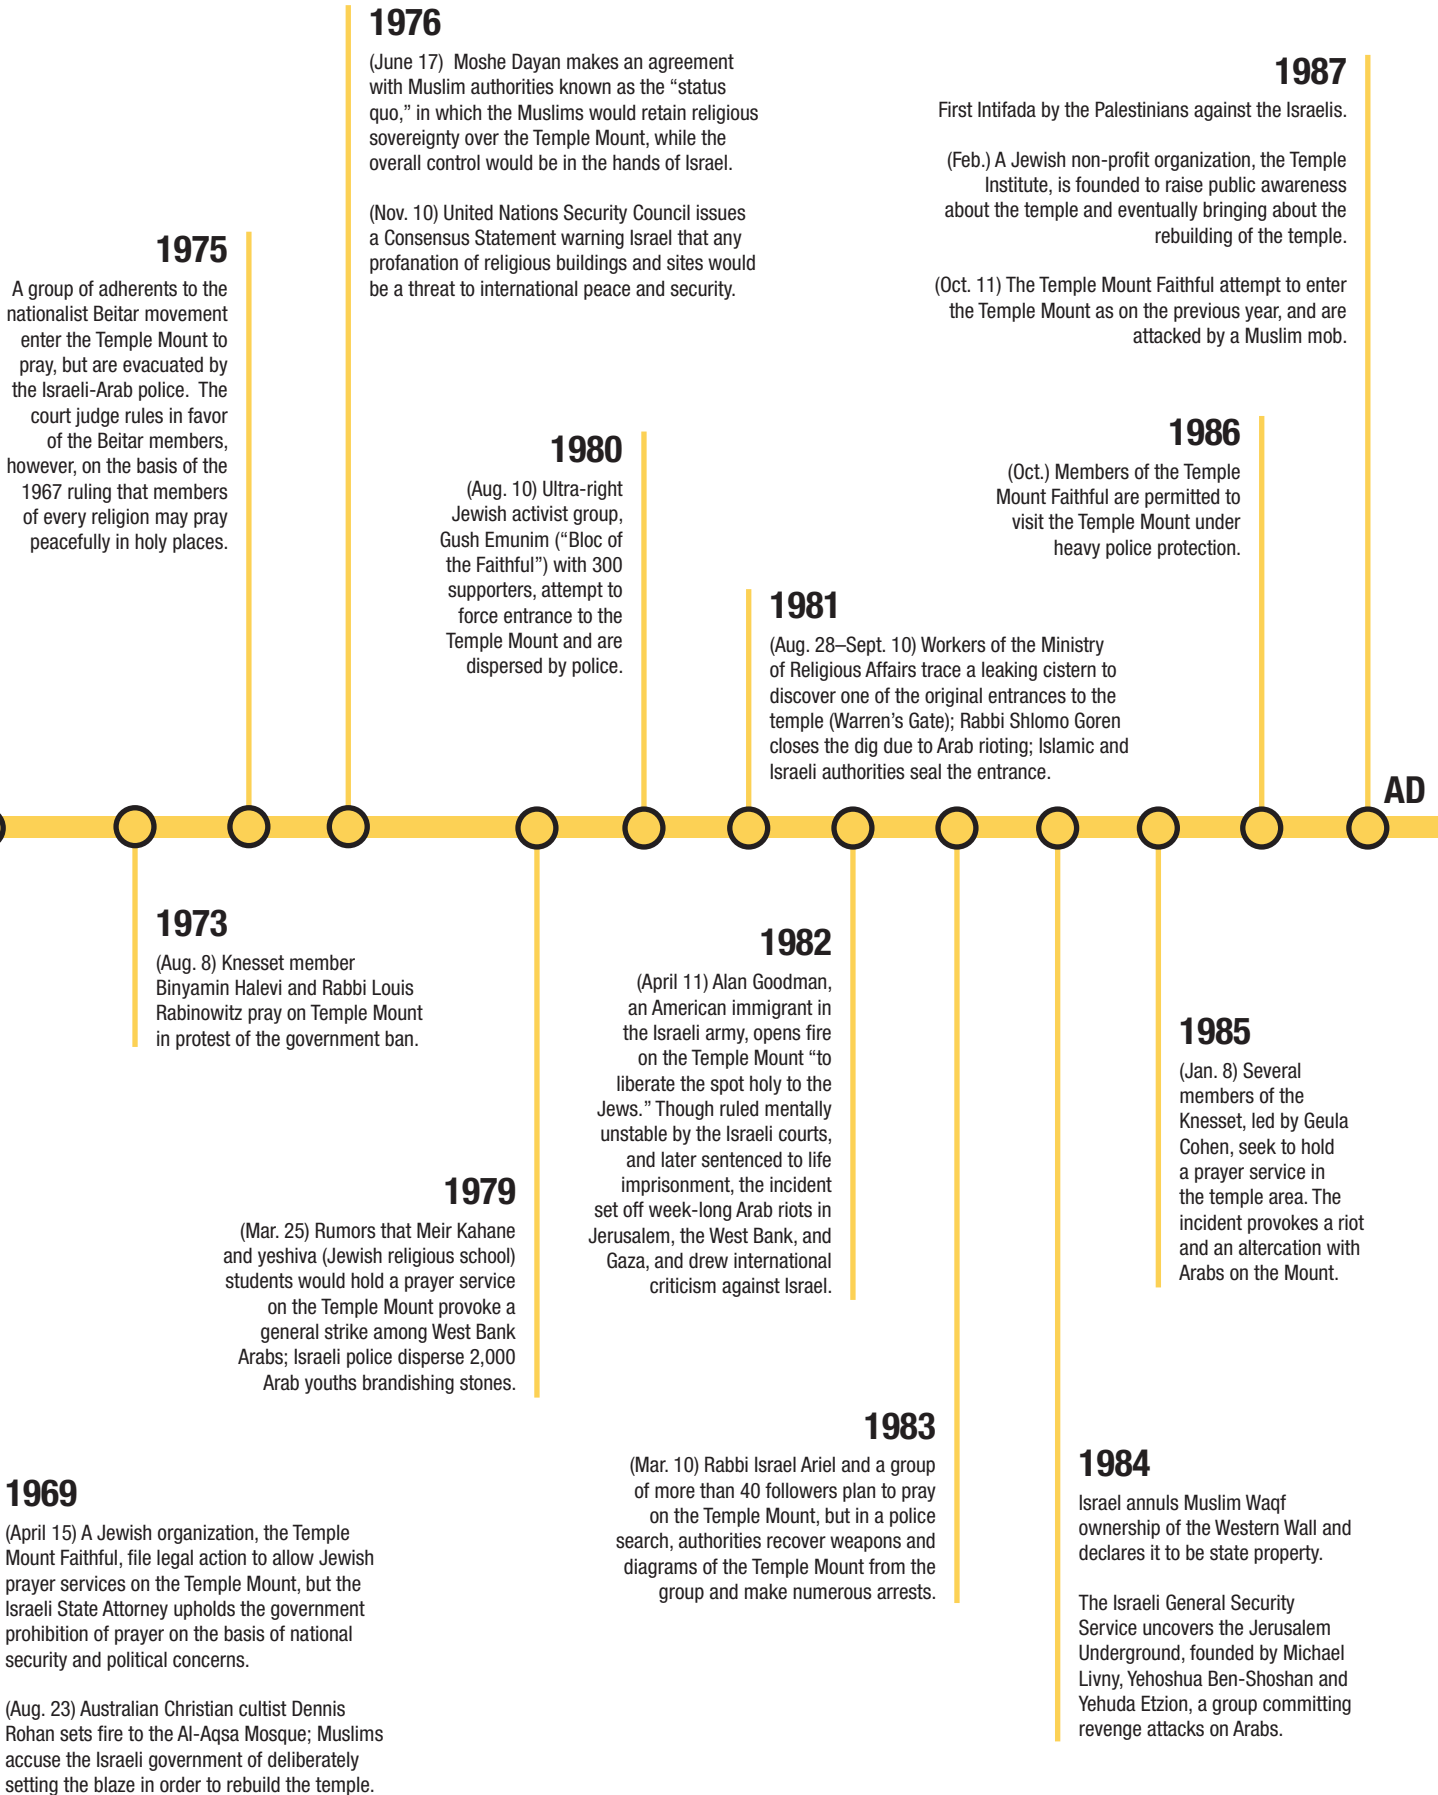 1976
(June 17)  Moshe Dayan makes an agreement
with Muslim authorities known as the “status
quo,” in which the Muslims would retain religious
sovereignty over the Temple Mount, while the
overall control would be in the hands of Israel.
(Nov. 10) United Nations Security Council issues
a Consensus Statement warning Israel that any
profanation of religious buildings and sites would
be a threat to international peace and security.
1987
First Intifada by the Palestinians against the Israelis.
(Feb.) A Jewish non-profit organization, the Temple
Institute, is founded to raise public awareness
about the temple and eventually bringing about the
rebuilding of the temple.
(Oct. 11) The Temple Mount Faithful attempt to enter
the Temple Mount as on the previous year, and are
attacked by a Muslim mob.
1975
A group of adherents to the
nationalist Beitar movement
enter the Temple Mount to
pray, but are evacuated by
the Israeli-Arab police.  The
court judge rules in favor
of the Beitar members,
however, on the basis of the
1967 ruling that members
of every religion may pray
peacefully in holy places.
1980
(Aug. 10) Ultra-right
Jewish activist group,
Gush Emunim (“Bloc of
the Faithful”) with 300
supporters, attempt to
force entrance to the
Temple Mount and are
dispersed by police.
1986
(Oct.) Members of the Temple
Mount Faithful are permitted to
visit the Temple Mount under
heavy police protection.
1981
(Aug. 28–Sept. 10) Workers of the Ministry
of Religious Affairs trace a leaking cistern to
discover one of the original entrances to the
temple (Warren’s Gate); Rabbi Shlomo Goren
closes the dig due to Arab rioting; Islamic and
Israeli authorities seal the entrance.
AD
1973
(Aug. 8) Knesset member
Binyamin Halevi and Rabbi Louis
Rabinowitz pray on Temple Mount
in protest of the government ban.
1982
(April 11) Alan Goodman,
an American immigrant in
the Israeli army, opens fire
on the Temple Mount “to
liberate the spot holy to the
Jews.” Though ruled mentally
unstable by the Israeli courts,
and later sentenced to life
imprisonment, the incident
set off week-long Arab riots in
Jerusalem, the West Bank, and
Gaza, and drew international
criticism against Israel.
1985
(Jan. 8) Several
members of the
Knesset, led by Geula
Cohen, seek to hold
a prayer service in
the temple area. The
incident provokes a riot
and an altercation with
Arabs on the Mount.
1979
(Mar. 25) Rumors that Meir Kahane
and yeshiva (Jewish religious school)
students would hold a prayer service
on the Temple Mount provoke a
general strike among West Bank
Arabs; Israeli police disperse 2,000
Arab youths brandishing stones.
1983
(Mar. 10) Rabbi Israel Ariel and a group
of more than 40 followers plan to pray
on the Temple Mount, but in a police
search, authorities recover weapons and
diagrams of the Temple Mount from the
group and make numerous arrests.
1984
Israel annuls Muslim Waqf
ownership of the Western Wall and
declares it to be state property.
The Israeli General Security
Service uncovers the Jerusalem
Underground, founded by Michael
Livny, Yehoshua Ben-Shoshan and
Yehuda Etzion, a group committing
revenge attacks on Arabs.
1969
(April 15) A Jewish organization, the Temple
Mount Faithful, file legal action to allow Jewish
prayer services on the Temple Mount, but the
Israeli State Attorney upholds the government
prohibition of prayer on the basis of national
security and political concerns.
(Aug. 23) Australian Christian cultist Dennis
Rohan sets fire to the Al-Aqsa Mosque; Muslims
accuse the Israeli government of deliberately
setting the blaze in order to rebuild the temple.